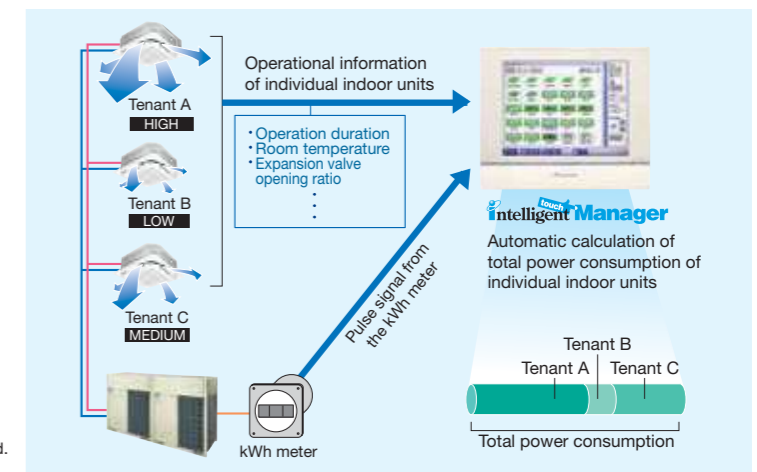 Operational information
of individual indoor units
Tenant A
HIGH
・Operation duration
・Room temperature
・Expansion valve
opening ratio
Tenant B
LOW
Tenant C
MEDIUM
Pulse signal from
the kWh meter
kWh meter
intelligent touch Manager
Automatic calculation of
total power consumption of
individual indoor units
Tenant B
Tenant A
Tenant C
Total power consumption
d.